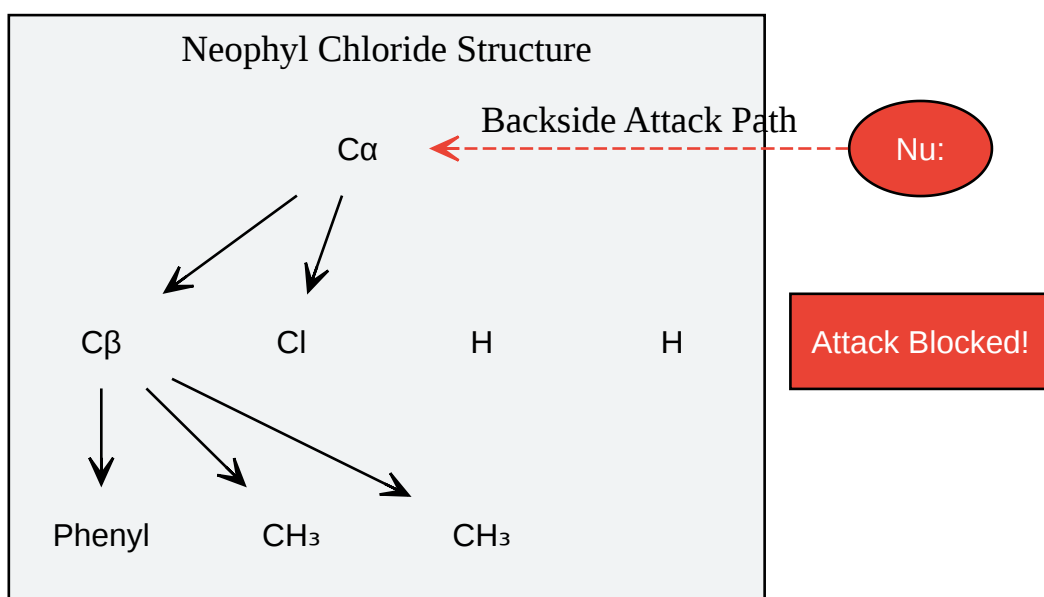 Neophyl Chloride Structure
Backside Attack Path
Cα
Nu:
Cβ
Cl
H
H
Attack Blocked!
Phenyl
CH₃
CH₃